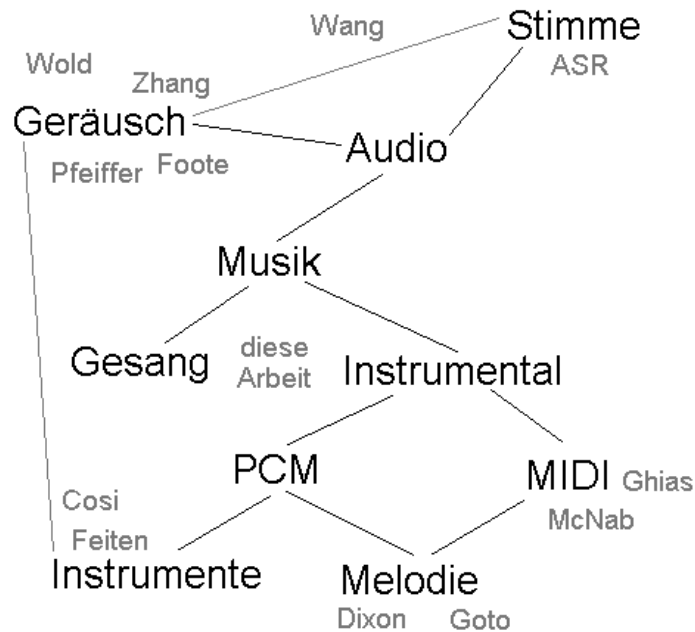 Wang
Stimme
Wold
ASR
Zhang
Geräusch
Audio
Pfeiffer
Foote
Musik
Gesang
diese
Arbeit
Instrumental
PCM
MIDI
Ghias
Cosi
McNab
Feiten
Instrumente
Melodie
Dixon
Goto